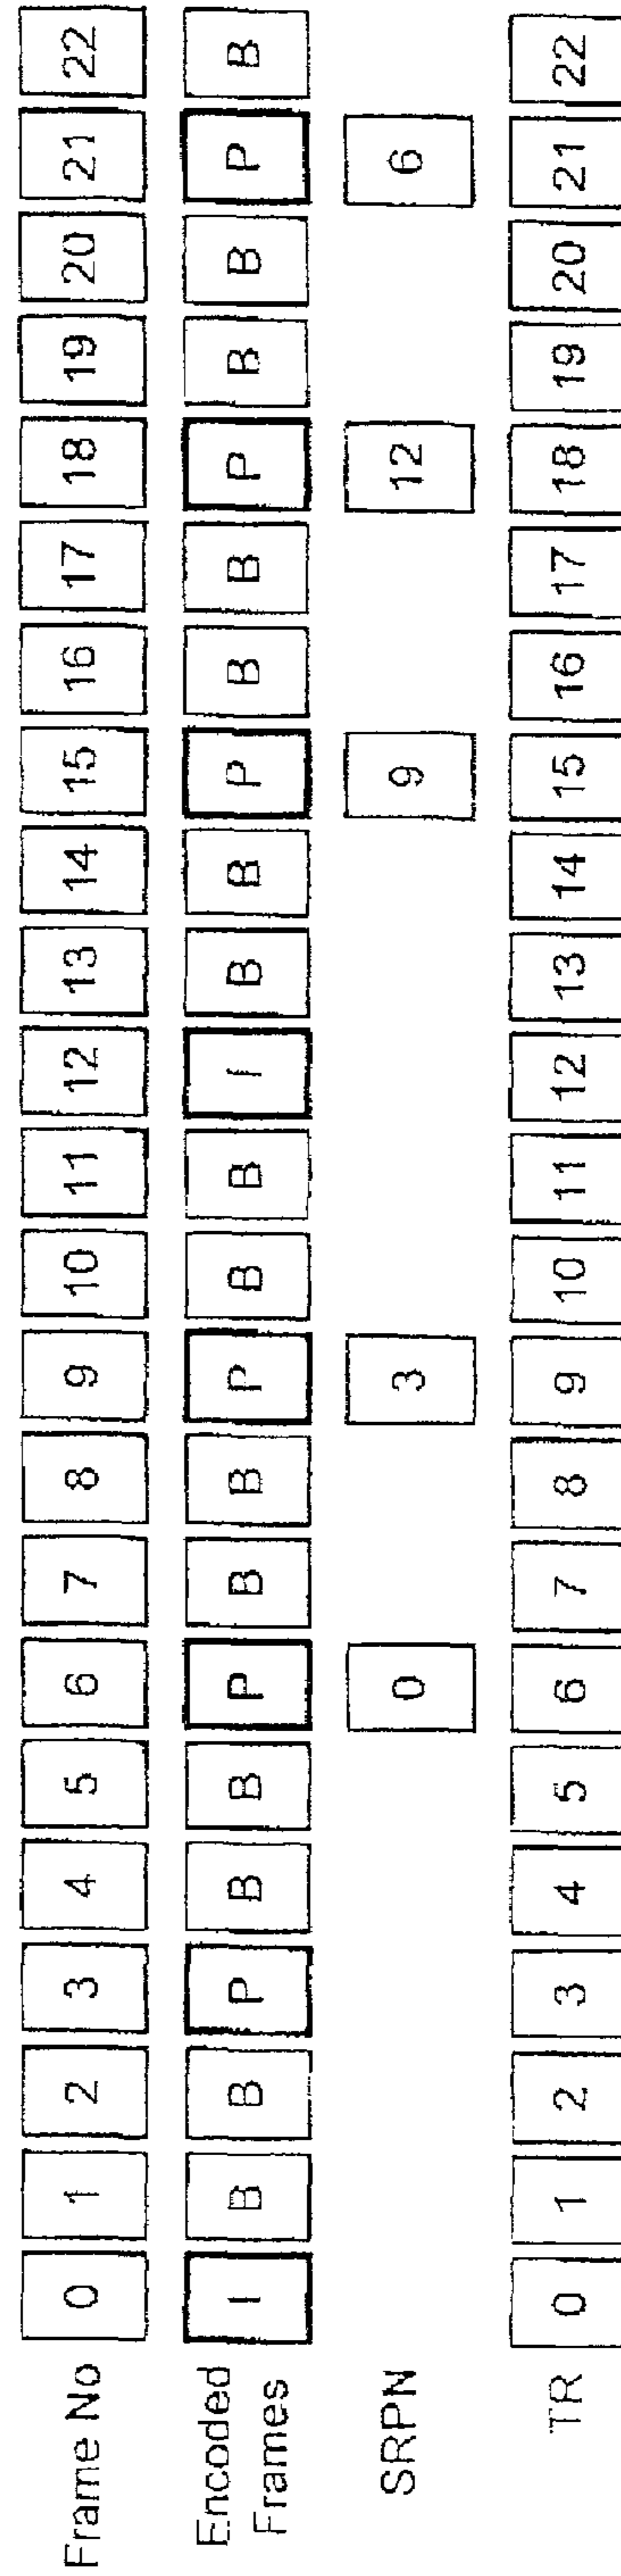 Frame No 0 1 2 3 4 5 6 7 8 9 10 11 12 13 14 15 16 17 18 19 20 21 22
Encoded
Frames I B B P B B P B B P B B I B B P B B P B B P B
SRPN 0 3 9 12 6
TR 0 1 2 3 4 5 6 7 8 9 10 11 12 13 14 15 16 17 18 19 20 21 22